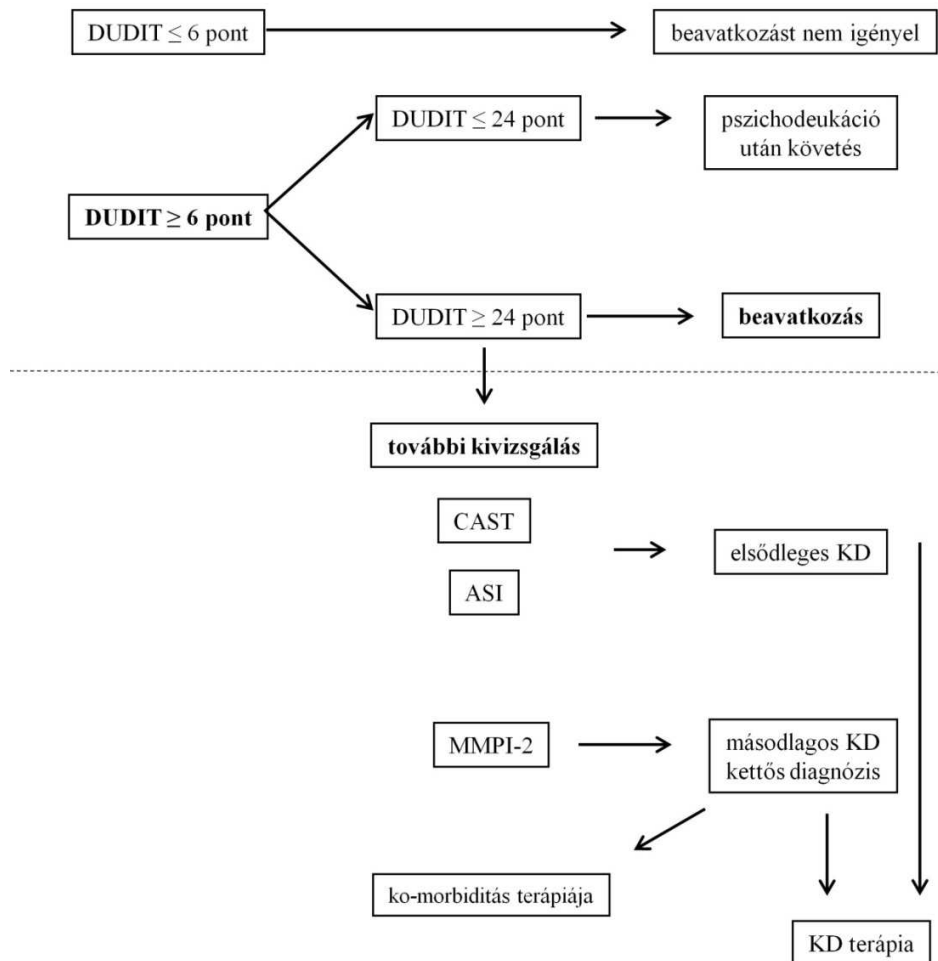 DUDIT ≤ 6 pont
beavatkozást nem igényel
DUDIT ≤ 24 pont
pszichodeukáció
után követés
DUDIT ≥ 6 pont
DUDIT ≥ 24 pont
beavatkozás
további kivizsgálás
CAST
elsődleges KD
ASI
MMPI-2
másodlagos KD
kettős diagnózis
ko-morbiditás terápiája
KD terápia